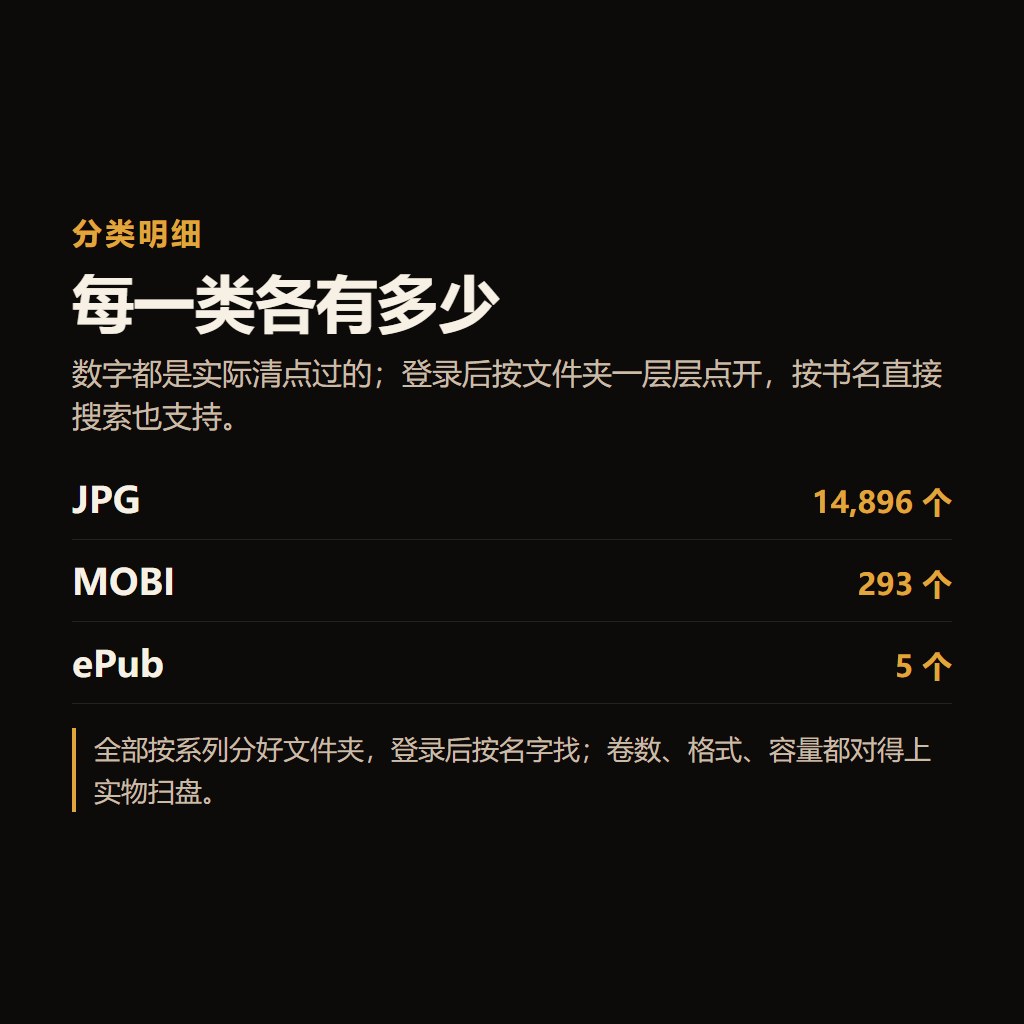 分类明细
每一类各有多少
数字都是实际清点过的；登录后按文件夹一层层点开，按书名直接
搜索也支持。
JPG
14,896 个
MOBI
293 个
ePub
5 个
全部按系列分好文件夹，登录后按名字找；卷数、格式、容量都对得上
实物扫盘。